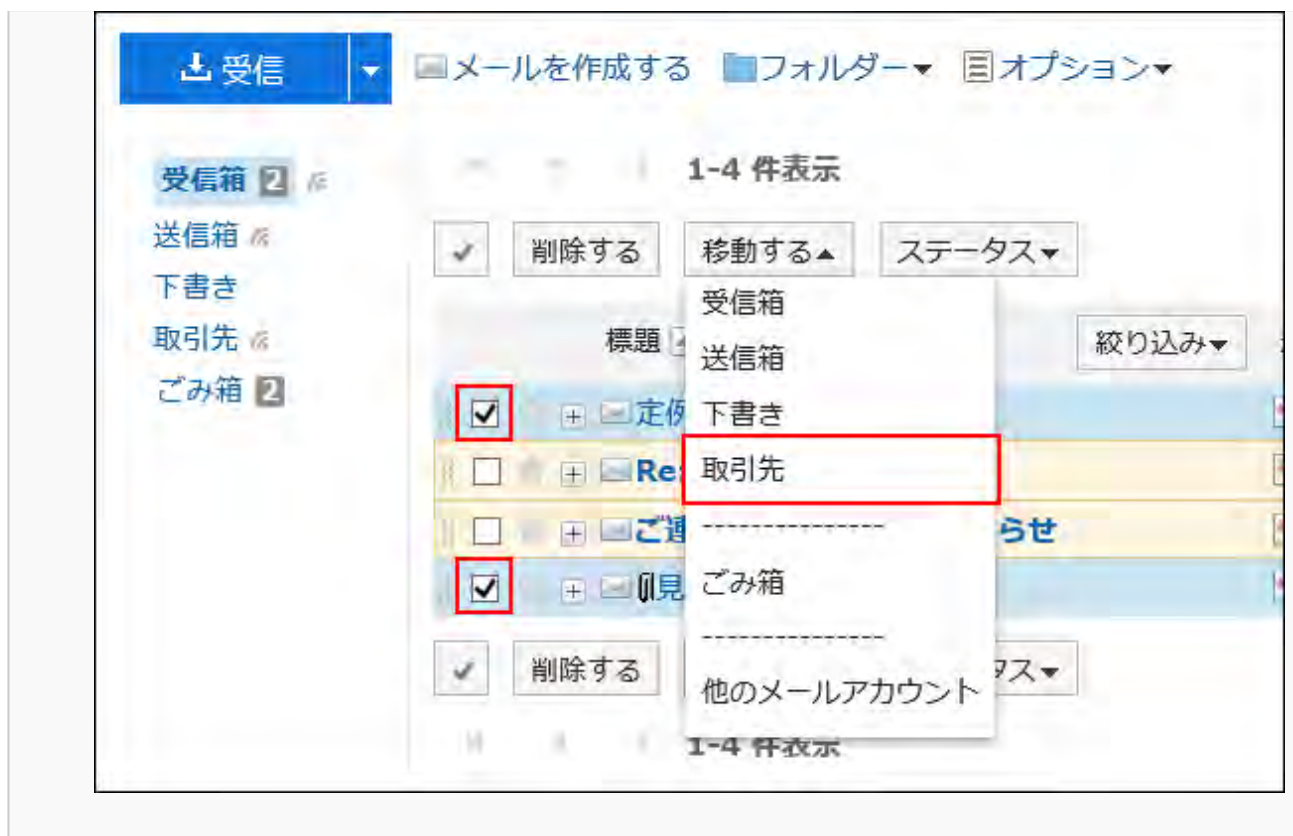 受信 メールを作成する フォルダー オプション
受信箱 2
1-4 件表示
送信箱
下書き
取引先
ごみ箱 2
削除する 移動する ステータス
受信箱
送信箱
下書き
取引先
---------------
ごみ箱
---------------
他のメールアカウント
標題 絞り込み
定例
Re:
ご連 らせ
見
削除する タス
1-4 件表示